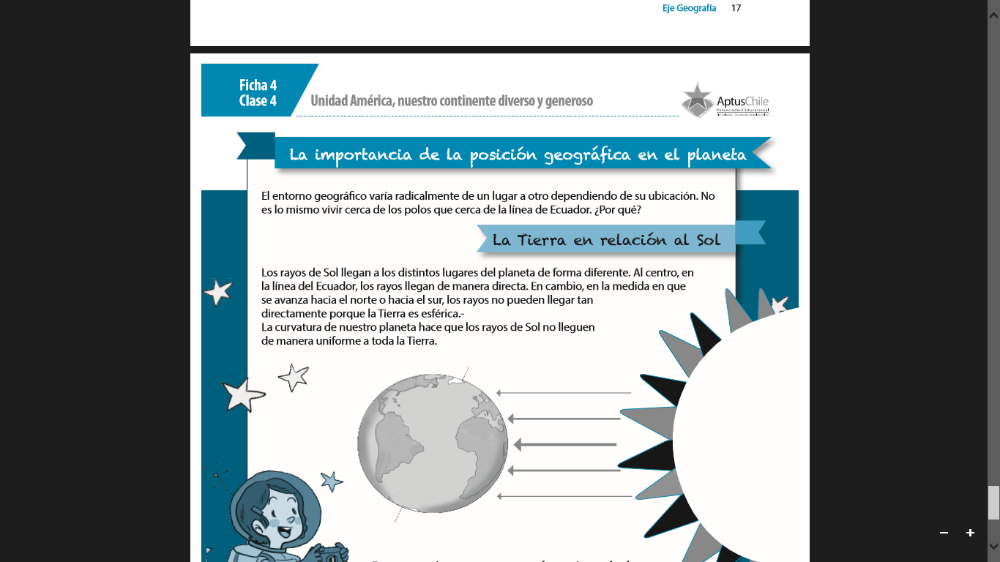 Eje Geografía 17
Ficha 4
Clase 4
Unidad América, nuestro continente diverso y generoso
AptusChile
Potenciadora Educacional
La importancia de la posición geográfica en el planeta
El entorno geográfico varía radicalmente de un lugar a otro dependiendo de su ubicación. No
es lo mismo vivir cerca de los polos que cerca de la línea de Ecuador. ¿Por qué?
La Tierra en relación al Sol
Los rayos de Sol llegan a los distintos lugares del planeta de forma diferente. Al centro, en
la línea del Ecuador, los rayos llegan de manera directa. En cambio, en la medida en que
se avanza hacia el norte o hacia el sur, los rayos no pueden llegar tan
directamente porque la Tierra es esférica.-
La curvatura de nuestro planeta hace que los rayos de Sol no lleguen
de manera uniforme a toda la Tierra.